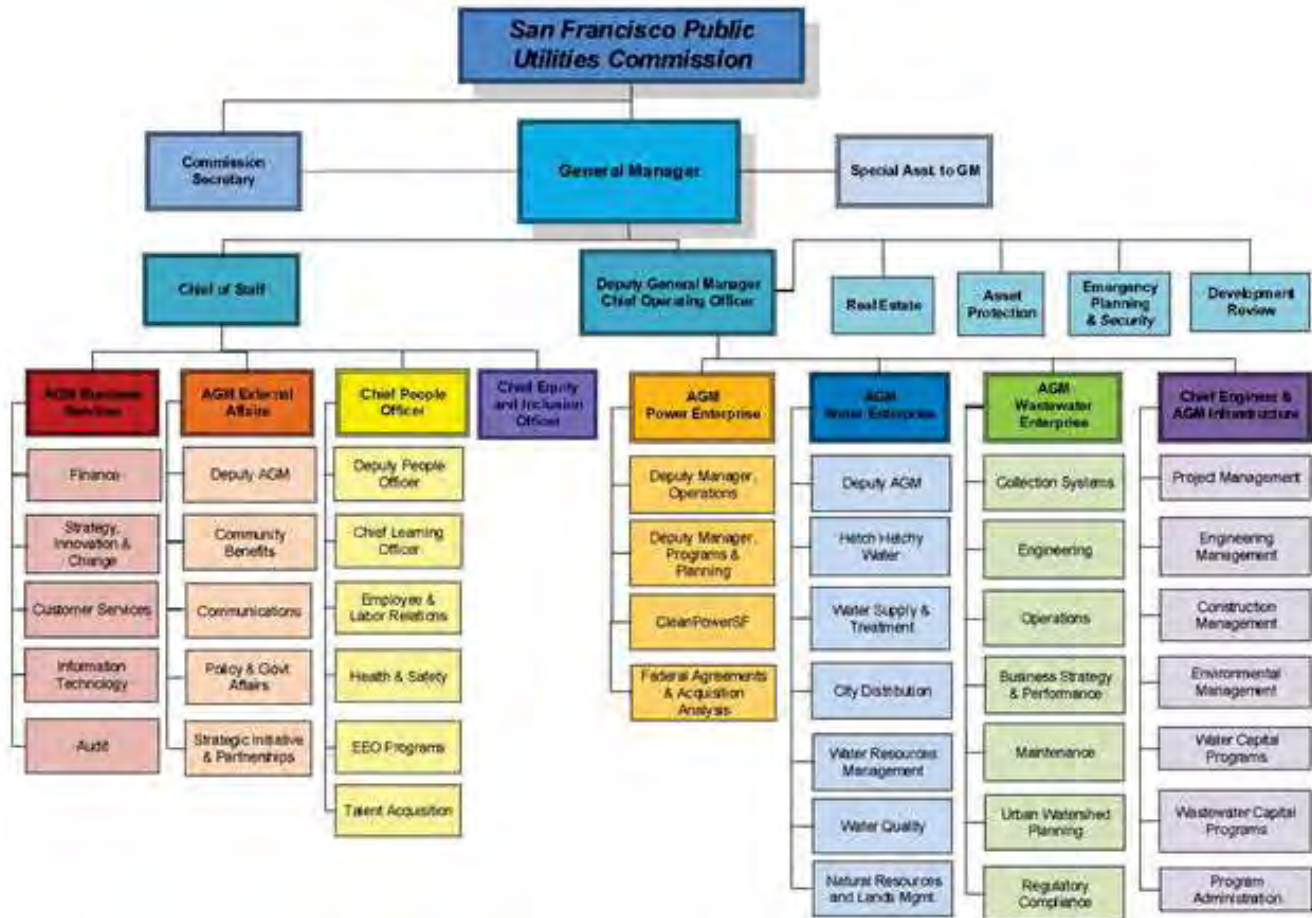 San Francisco Public
Utilities Commission
Commission
Secretary
General Manager
Special Asst. to GM
Chief of Staff
Deputy General Manager
Chief Operating Officer
Real Estate
Asset
Protection
Emergency
Planning
& Security
Development
Review
AGM Business
Services
AGM External
Affairs
Chief People
Officer
Chief Equity
and Inclusion
Officer
AGM
Power Enterprise
AGM
Water Enterprise
AGM
Wastewater
Enterprise
Chief Engineer &
AGM Infrastructure
Finance
Strategy,
Innovation &
Change
Customer Services
Information
Technology
Audit
Deputy AGM
Community
Benefits
Communications
Policy & Govt
Affairs
Strategic Initiative
& Partnerships
Deputy People
Officer
Chief Learning
Officer
Employee &
Labor Relations
Health & Safety
EEO Programs
Talent Acquisition
Deputy Manager,
Operations
Deputy Manager,
Programs &
Planning
CleanPowerSF
Federal Agreements
& Acquisition
Analysis
Deputy AGM
Hetch Hetchy
Water
Water Supply &
Treatment
City Distribution
Water Resources
Management
Water Quality
Natural Resources
and Lands Mgmt.
Collection Systems
Engineering
Operations
Business Strategy
& Performance
Maintenance
Urban Watershed
Planning
Regulatory
Compliance
Project Management
Engineering
Management
Construction
Management
Environmental
Management
Water Capital
Programs
Wastewater Capital
Programs
Program
Administration